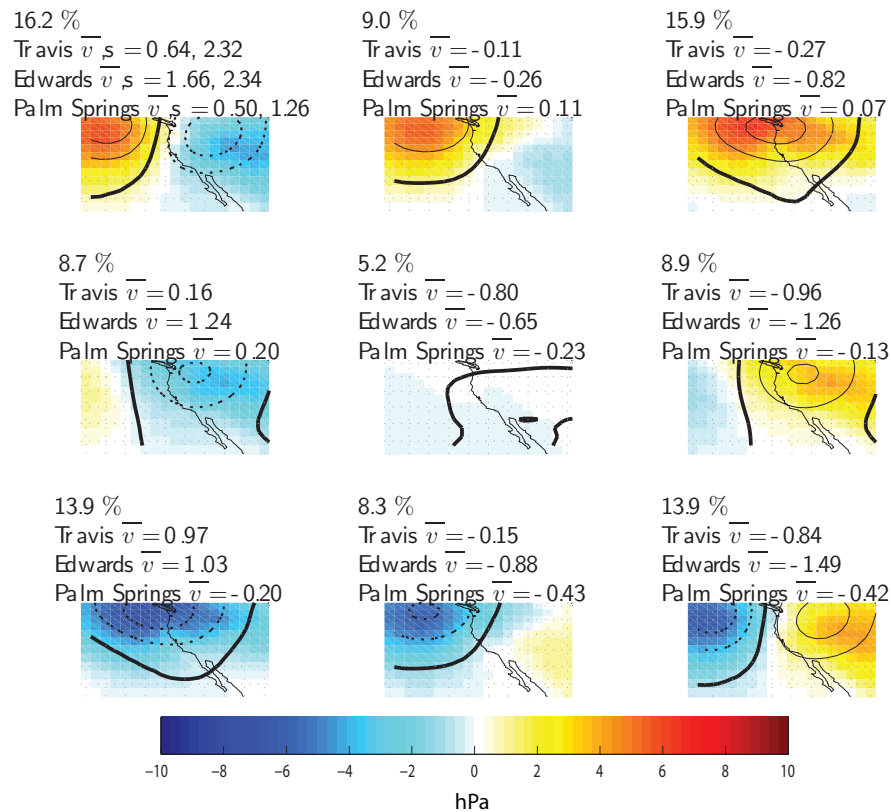 16.2 %
Travis v̅,s = 0.64, 2.32
Edwards v̅,s = 1.66, 2.34
Palm Springs v̅,s = 0.50, 1.26
9.0 %
Travis v̅ = -0.11
Edwards v̅ = -0.26
Palm Springs v̅ = 0.11
15.9 %
Travis v̅ = -0.27
Edwards v̅ = -0.82
Palm Springs v̅ = 0.07
8.7 %
Travis v̅ = 0.16
Edwards v̅ = 1.24
Palm Springs v̅ = 0.20
5.2 %
Travis v̅ = -0.80
Edwards v̅ = -0.65
Palm Springs v̅ = -0.23
8.9 %
Travis v̅ = -0.96
Edwards v̅ = -1.26
Palm Springs v̅ = -0.13
13.9 %
Travis v̅ = 0.97
Edwards v̅ = 1.03
Palm Springs v̅ = -0.20
8.3 %
Travis v̅ = -0.15
Edwards v̅ = -0.88
Palm Springs v̅ = -0.43
13.9 %
Travis v̅ = -0.84
Edwards v̅ = -1.49
Palm Springs v̅ = -0.42
−10 −8 −6 −4 −2 0 2 4 6 8 10
hPa